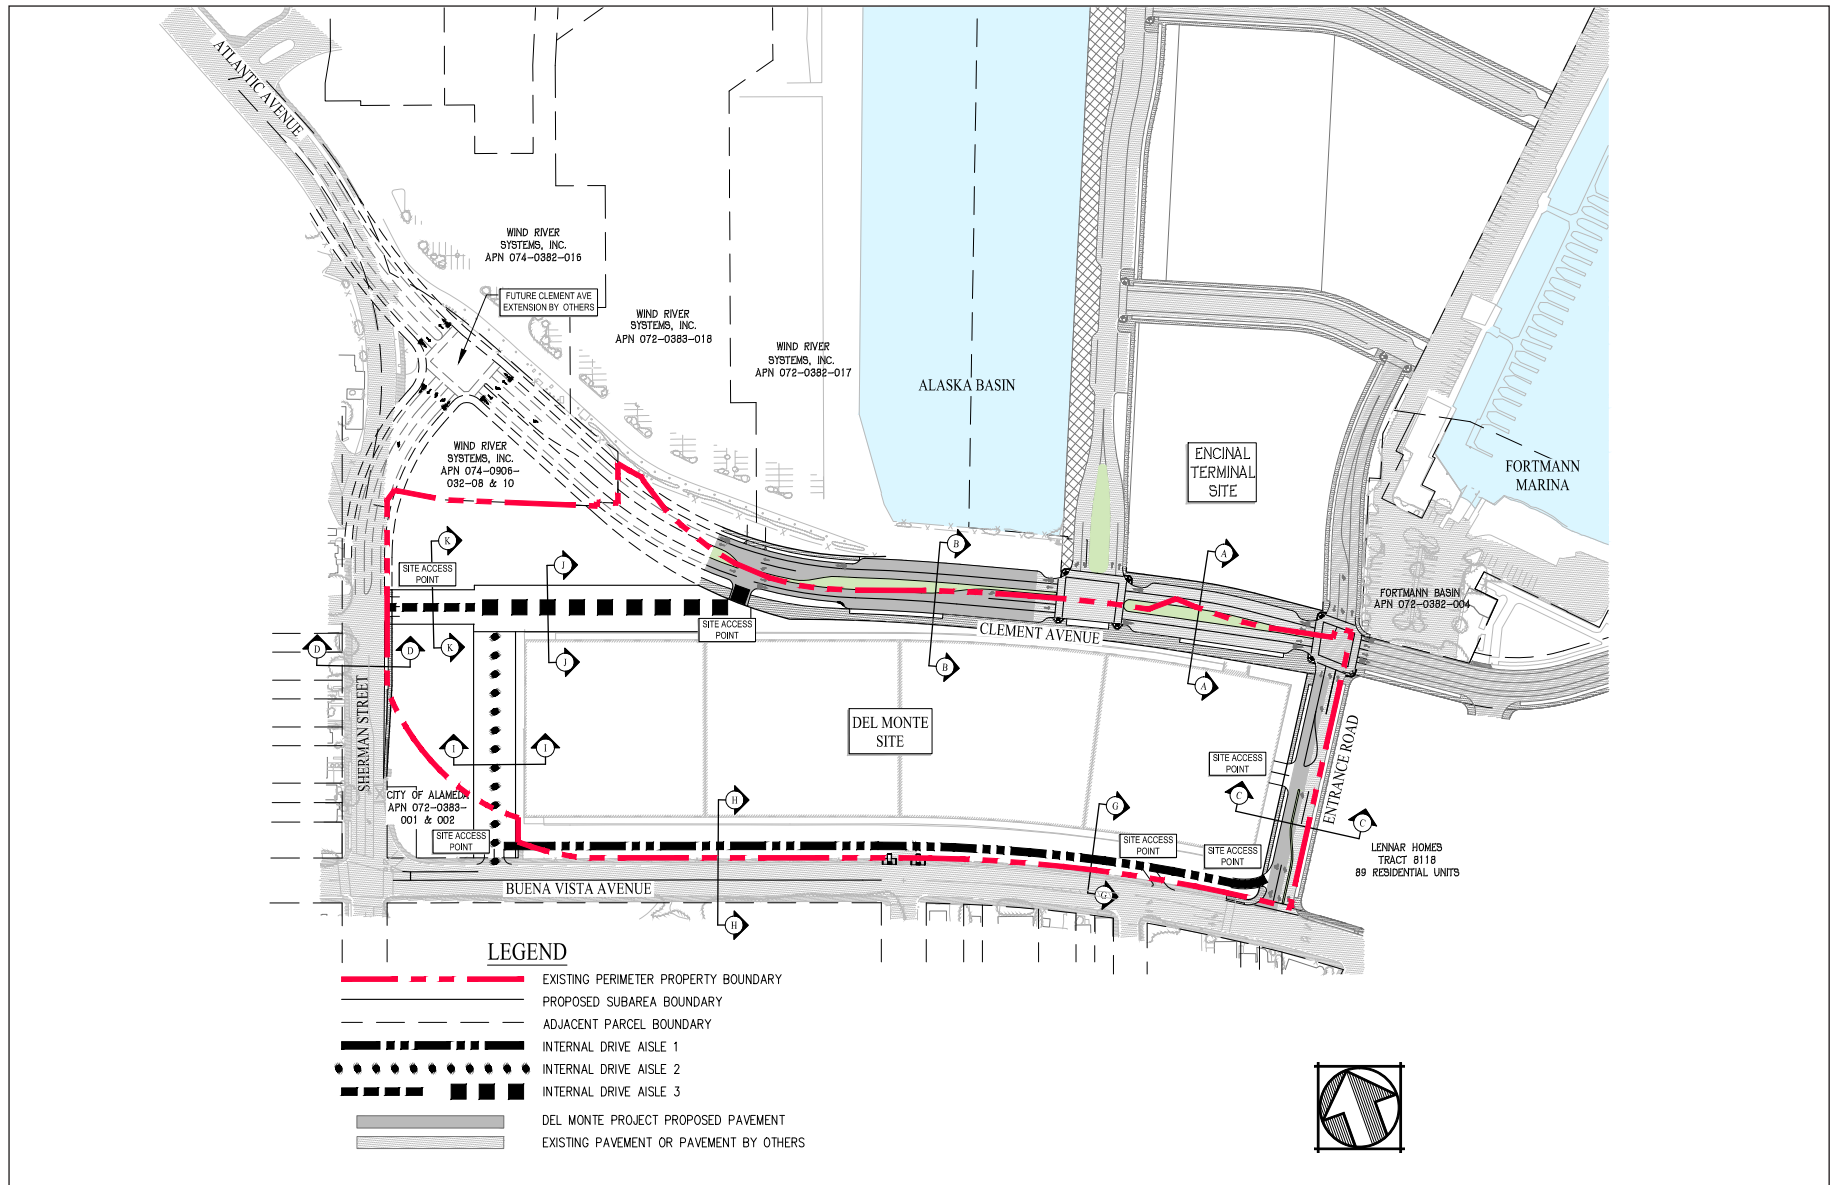 ATLANTIC AVENUE
WIND RIVER
SYSTEMS, INC.
APN 074-0382-016
FUTURE CLEMENT AVE
EXTENSION BY OTHERS
WIND RIVER
SYSTEMS, INC.
APN 072-0383-018
WIND RIVER
SYSTEMS, INC.
APN 072-0382-017
ALASKA BASIN
ENCINAL
TERMINAL
SITE
FORTMANN
MARINA
WIND RIVER
SYSTEMS, INC.
APN 074-0906-
032-08 & 10
K
SITE ACCESS
POINT
J
B
A
FORTMANN BASIN
APN 072-0382-004
SITE ACCESS
POINT
CLEMENT AVENUE
D
D
K
J
B
A
SHERMAN STREET
DEL MONTE
SITE
I
I
SITE ACCESS
POINT
ENTRANCE ROAD
CITY OF ALAMEDA
APN 072-0383-
001 & 002
H
G
C
C
SITE ACCESS
POINT
SITE ACCESS
POINT
SITE ACCESS
POINT
LENNAR HOMES
TRACT 8118
89 RESIDENTIAL UNITS
BUENA VISTA AVENUE
G
H
LEGEND
EXISTING PERIMETER PROPERTY BOUNDARY
PROPOSED SUBAREA BOUNDARY
ADJACENT PARCEL BOUNDARY
INTERNAL DRIVE AISLE 1
INTERNAL DRIVE AISLE 2
INTERNAL DRIVE AISLE 3
DEL MONTE PROJECT PROPOSED PAVEMENT
EXISTING PAVEMENT OR PAVEMENT BY OTHERS